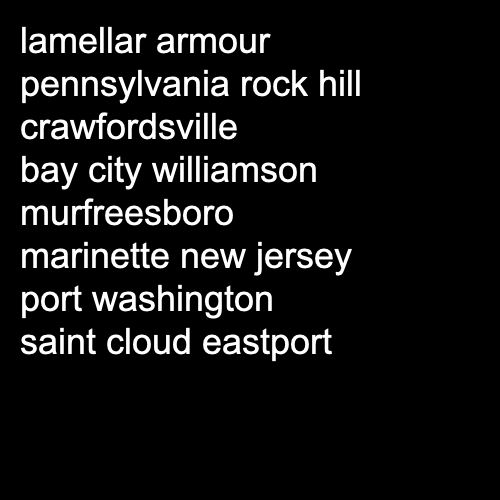 lamellar armour
pennsylvania rock hill
crawfordsville
bay city williamson
murfreesboro
marinette new jersey
port washington
saint cloud eastport